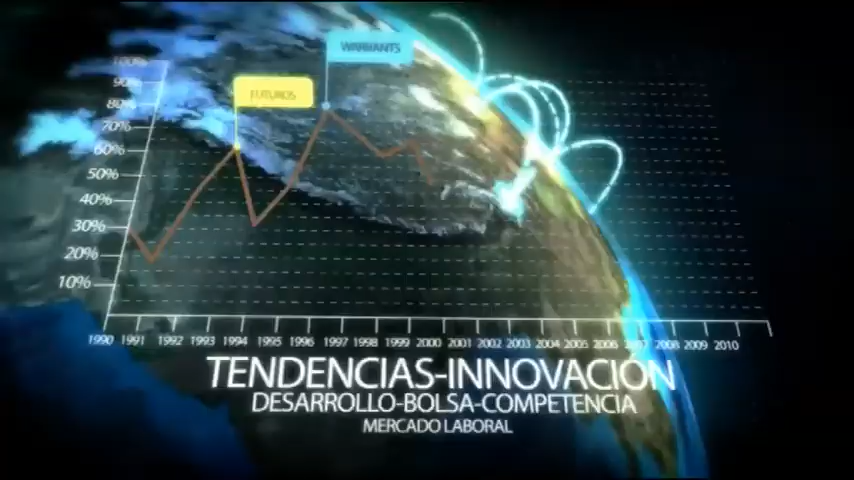 WARRANTS
100%
FUTUROS
90%
80%
70%
60%
50%
40%
30%
20%
10%
1990 1991 1992 1993 1994 1995 1996 1997 1998 1999 2000 2001 2002 2003 2004 2005 2006 2007 2008 2009 2010
TENDENCIAS-INNOVACIÓN
DESARROLLO-BOLSA-COMPETENCIA
MERCADO LABORAL